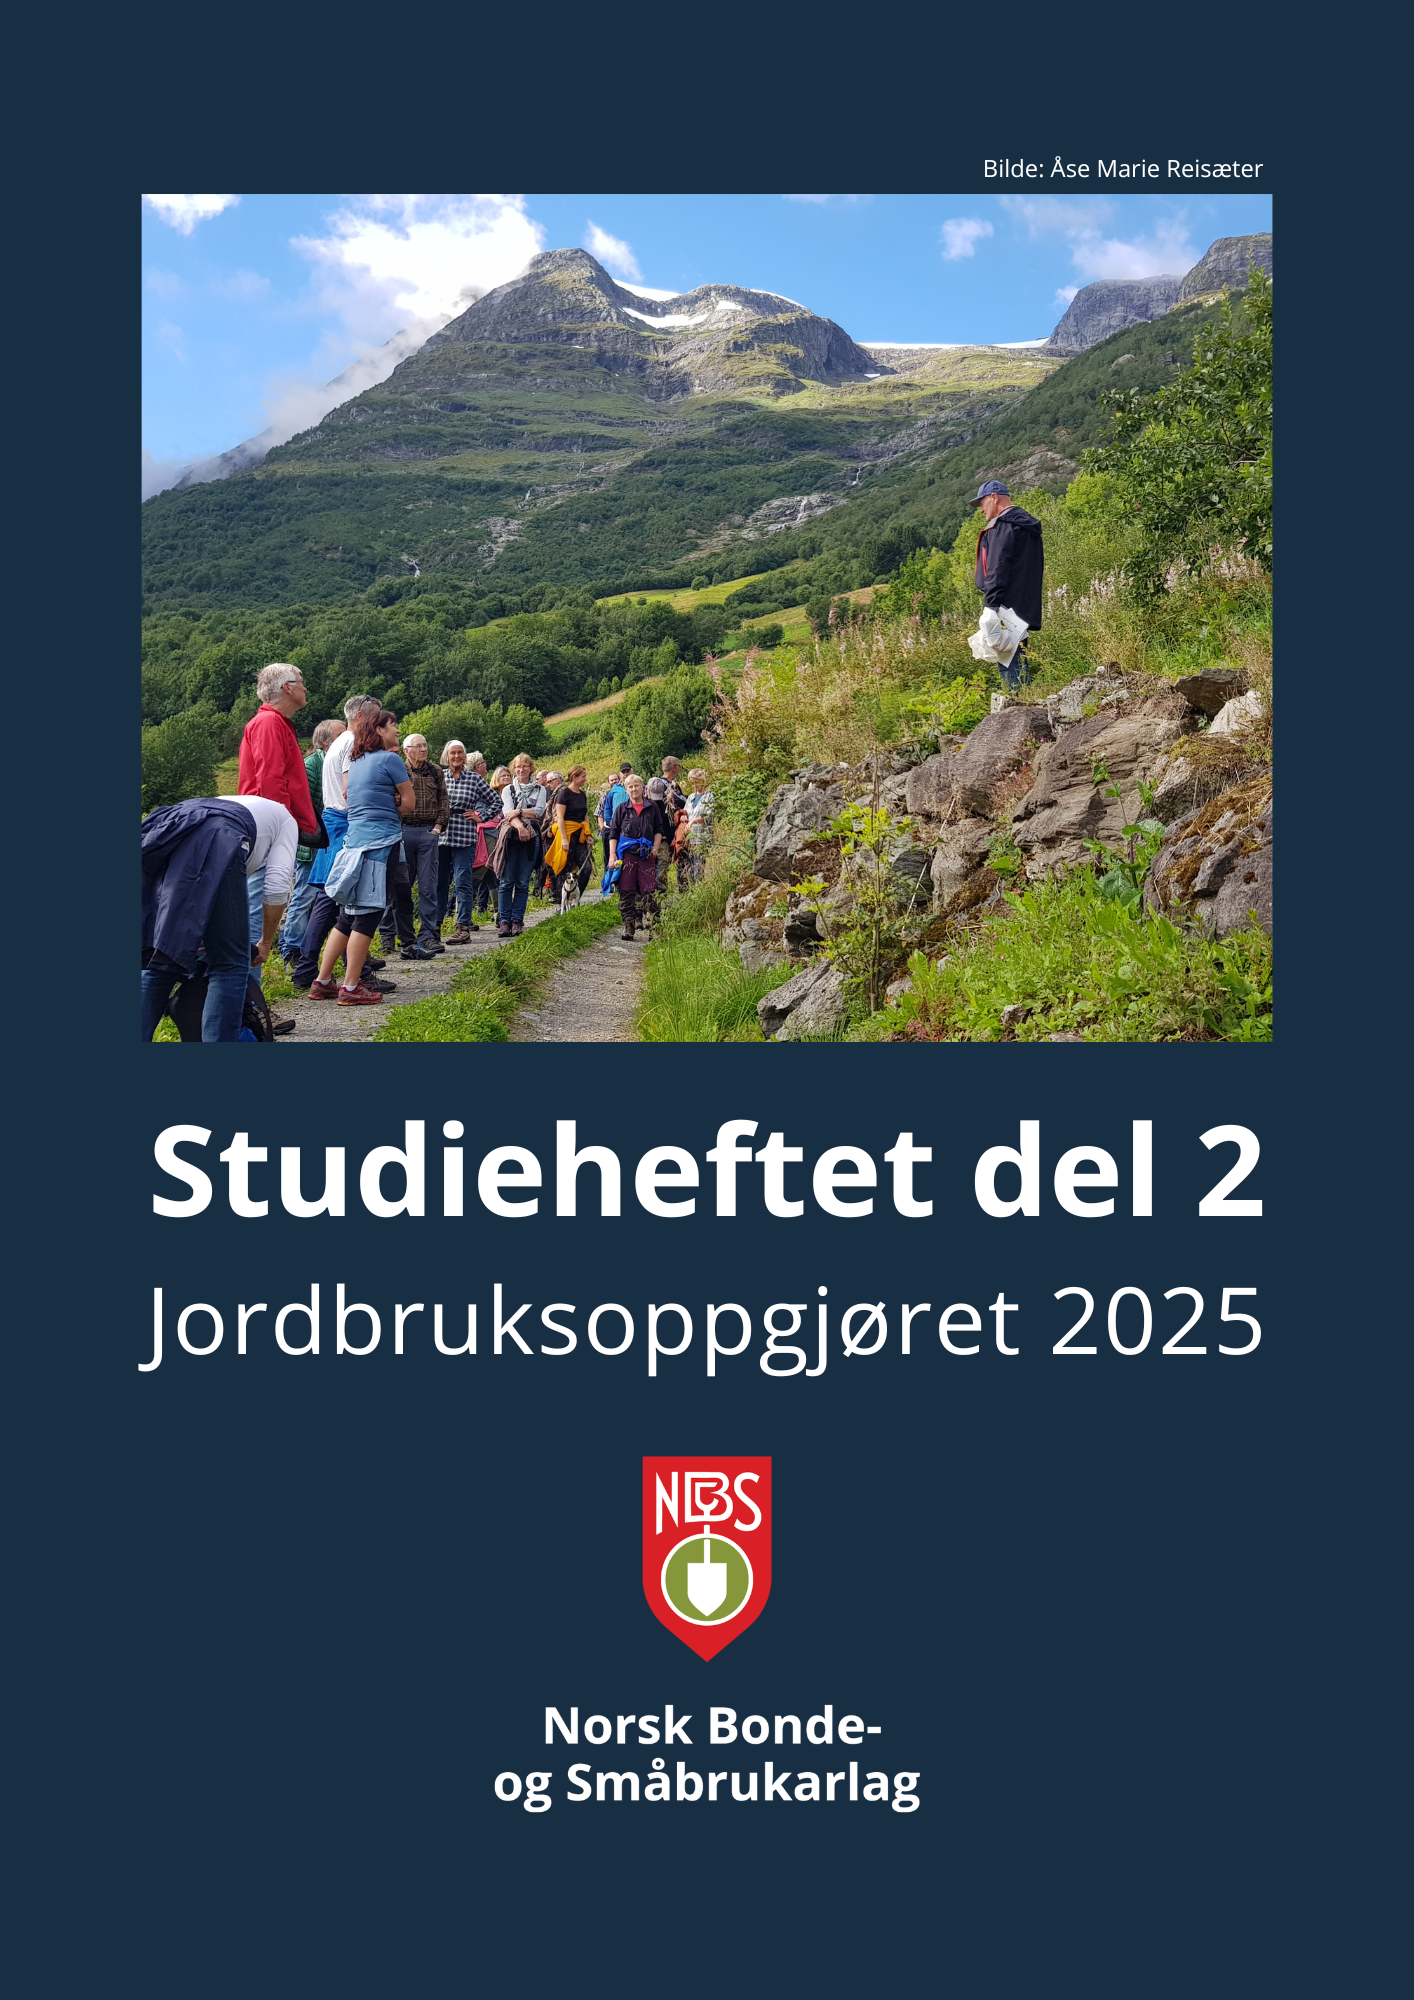 Bilde: Åse Marie Reisæter
Studieheftet del 2
Jordbruksoppgjøret 2025
NBS
Norsk Bonde-
og Småbrukarlag